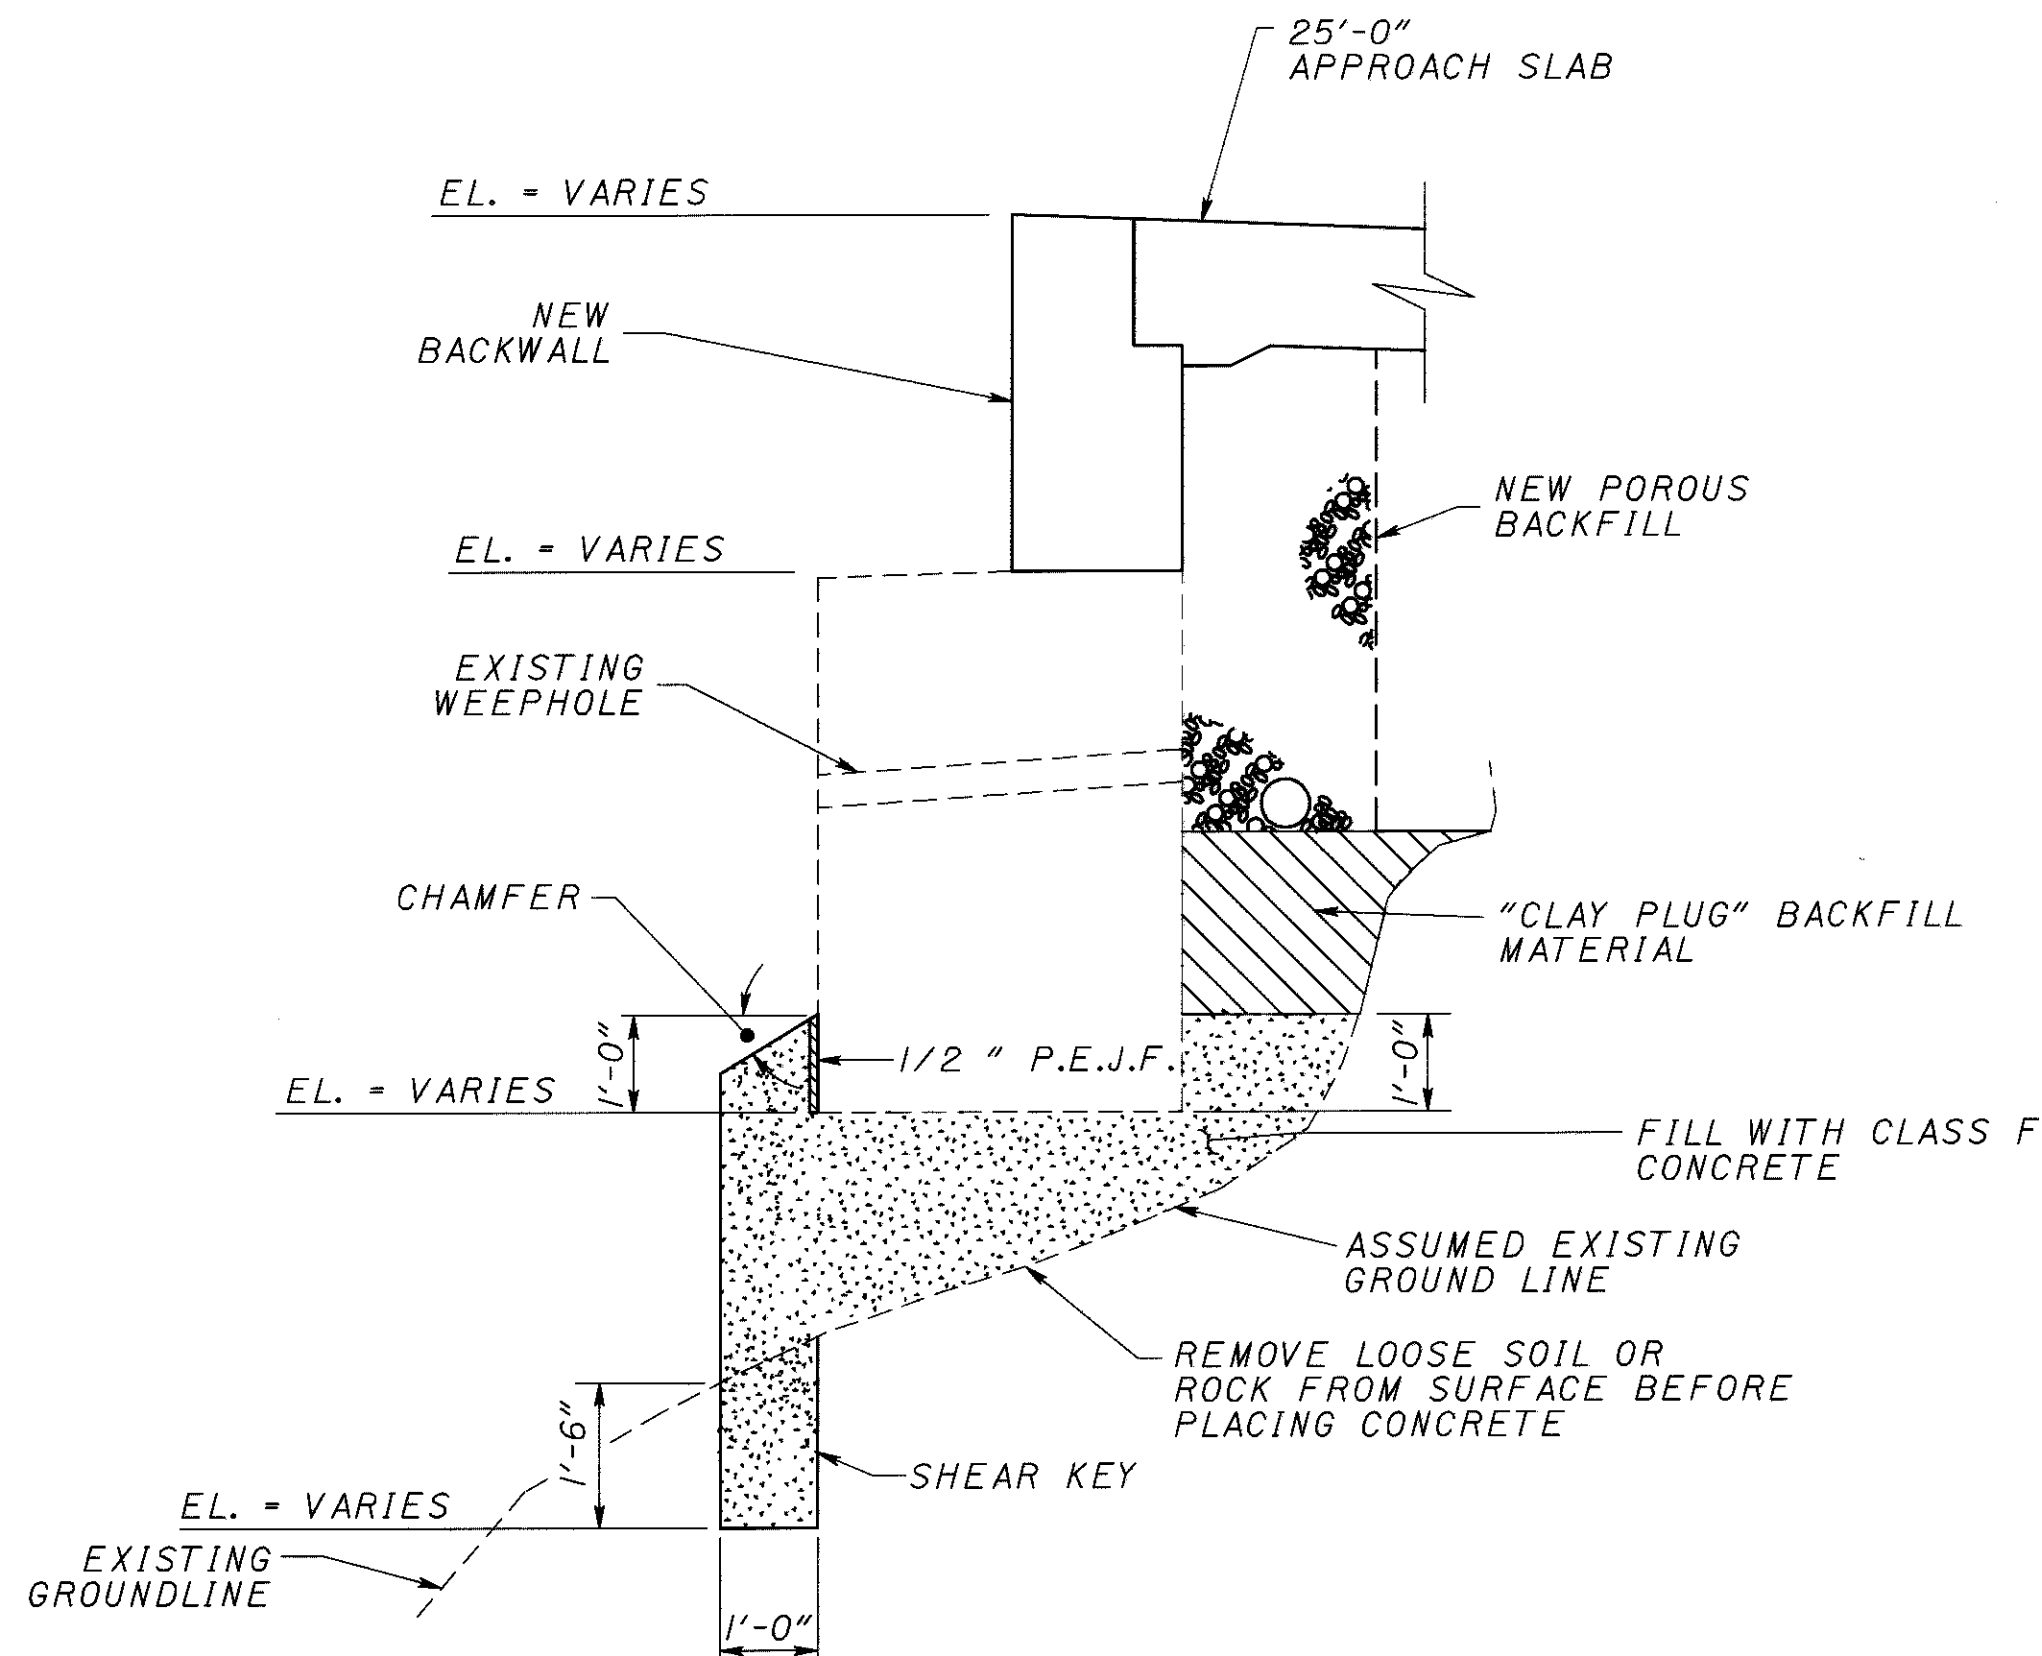 25'-0"
APPROACH SLAB
EL. = VARIES
NEW
BACKWALL
NEW POROUS
BACKFILL
EL. = VARIES
EXISTING
WEEPHOLE
CHAMFER
"CLAY PLUG" BACKFILL
MATERIAL
1'-0"
1/2 " P.E.J.F.
1'-0"
EL. = VARIES
FILL WITH CLASS F
CONCRETE
ASSUMED EXISTING
GROUND LINE
REMOVE LOOSE SOIL OR
ROCK FROM SURFACE BEFORE
PLACING CONCRETE
1'-6"
SHEAR KEY
EL. = VARIES
EXISTING
GROUNDLINE
1'-0"